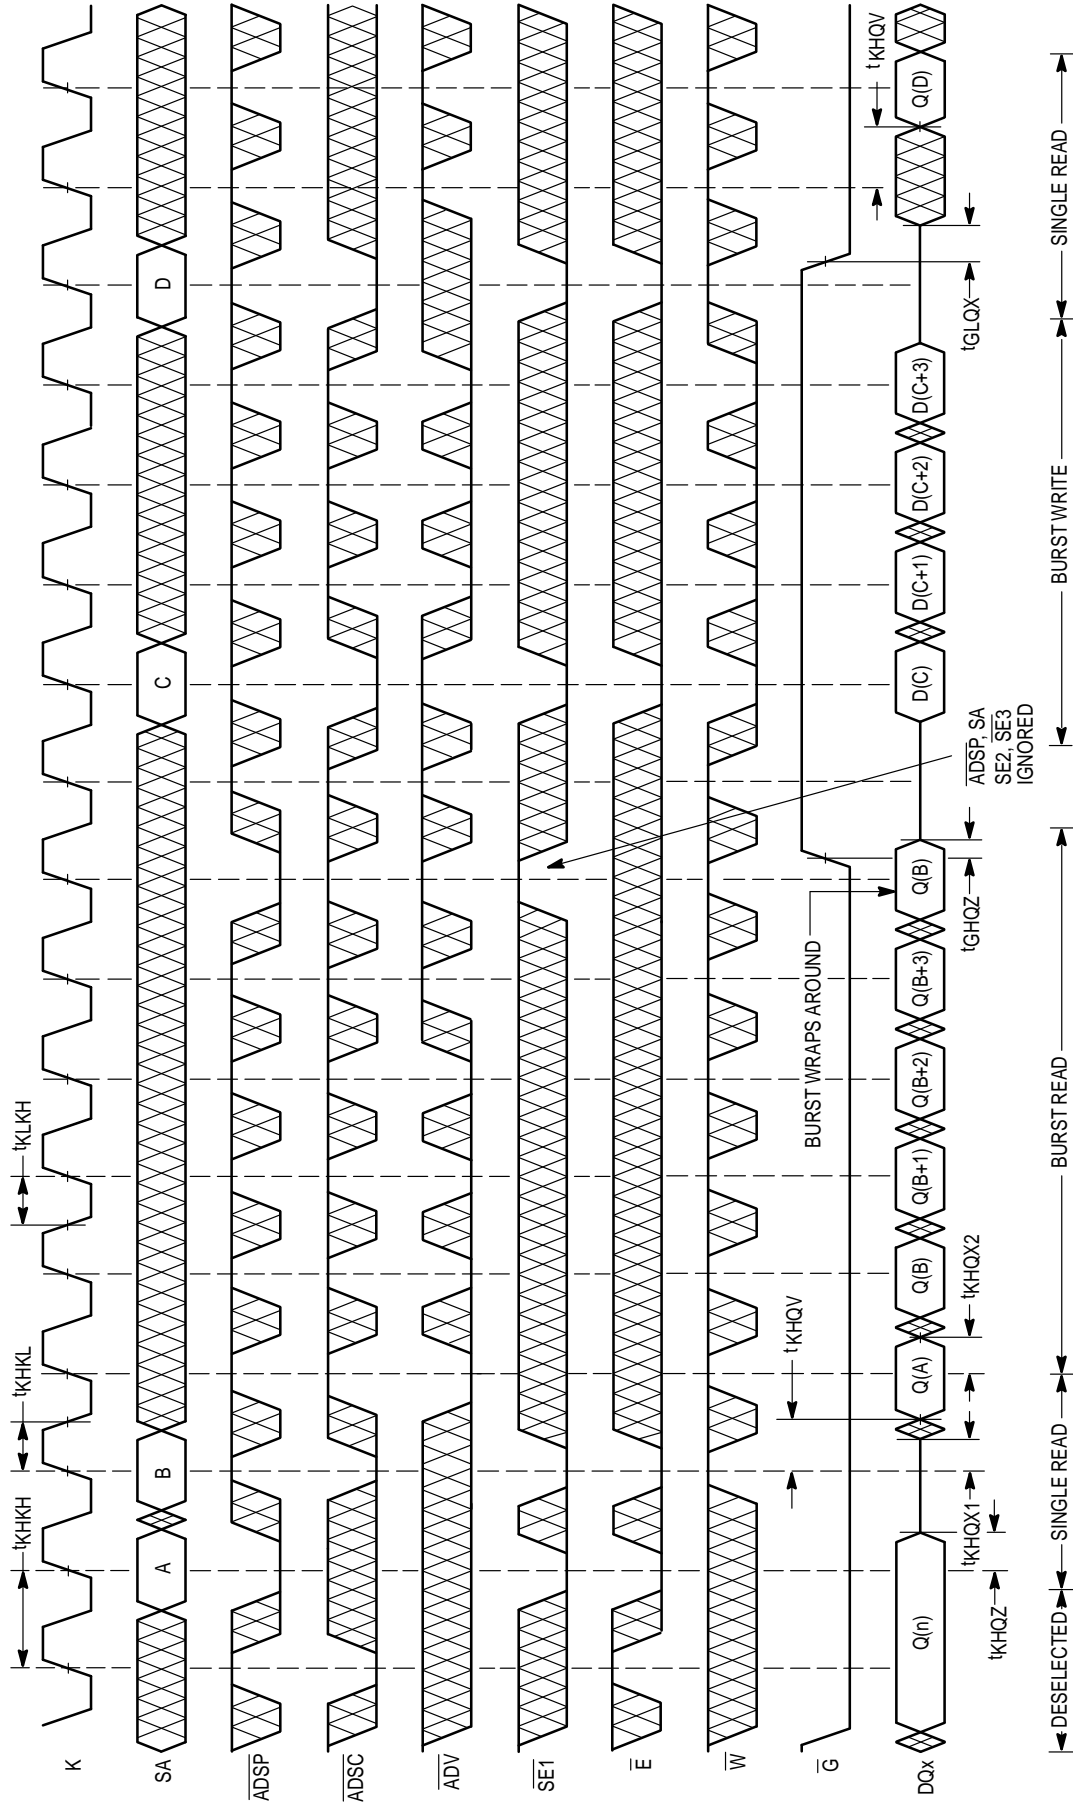 tKHKH
tKHKL
tKLKH
K
SA
A
B
C
D
ADSP
ADSC
ADV
SE1
E
W
G
tKHQV
BURST WRAPS AROUND
ADSP, SA
SE2, SE3
IGNORED
tKHQV
DQx
Q(n)
Q(A)
Q(B)
Q(B+1)
Q(B+2)
Q(B+3)
Q(B)
D(C)
D(C+1)
D(C+2)
D(C+3)
Q(D)
tKHQZ
tKHQX1
tKHQX2
tGHQZ
tGLQX
DESELECTED
SINGLE READ
BURST READ
BURST WRITE
SINGLE READ